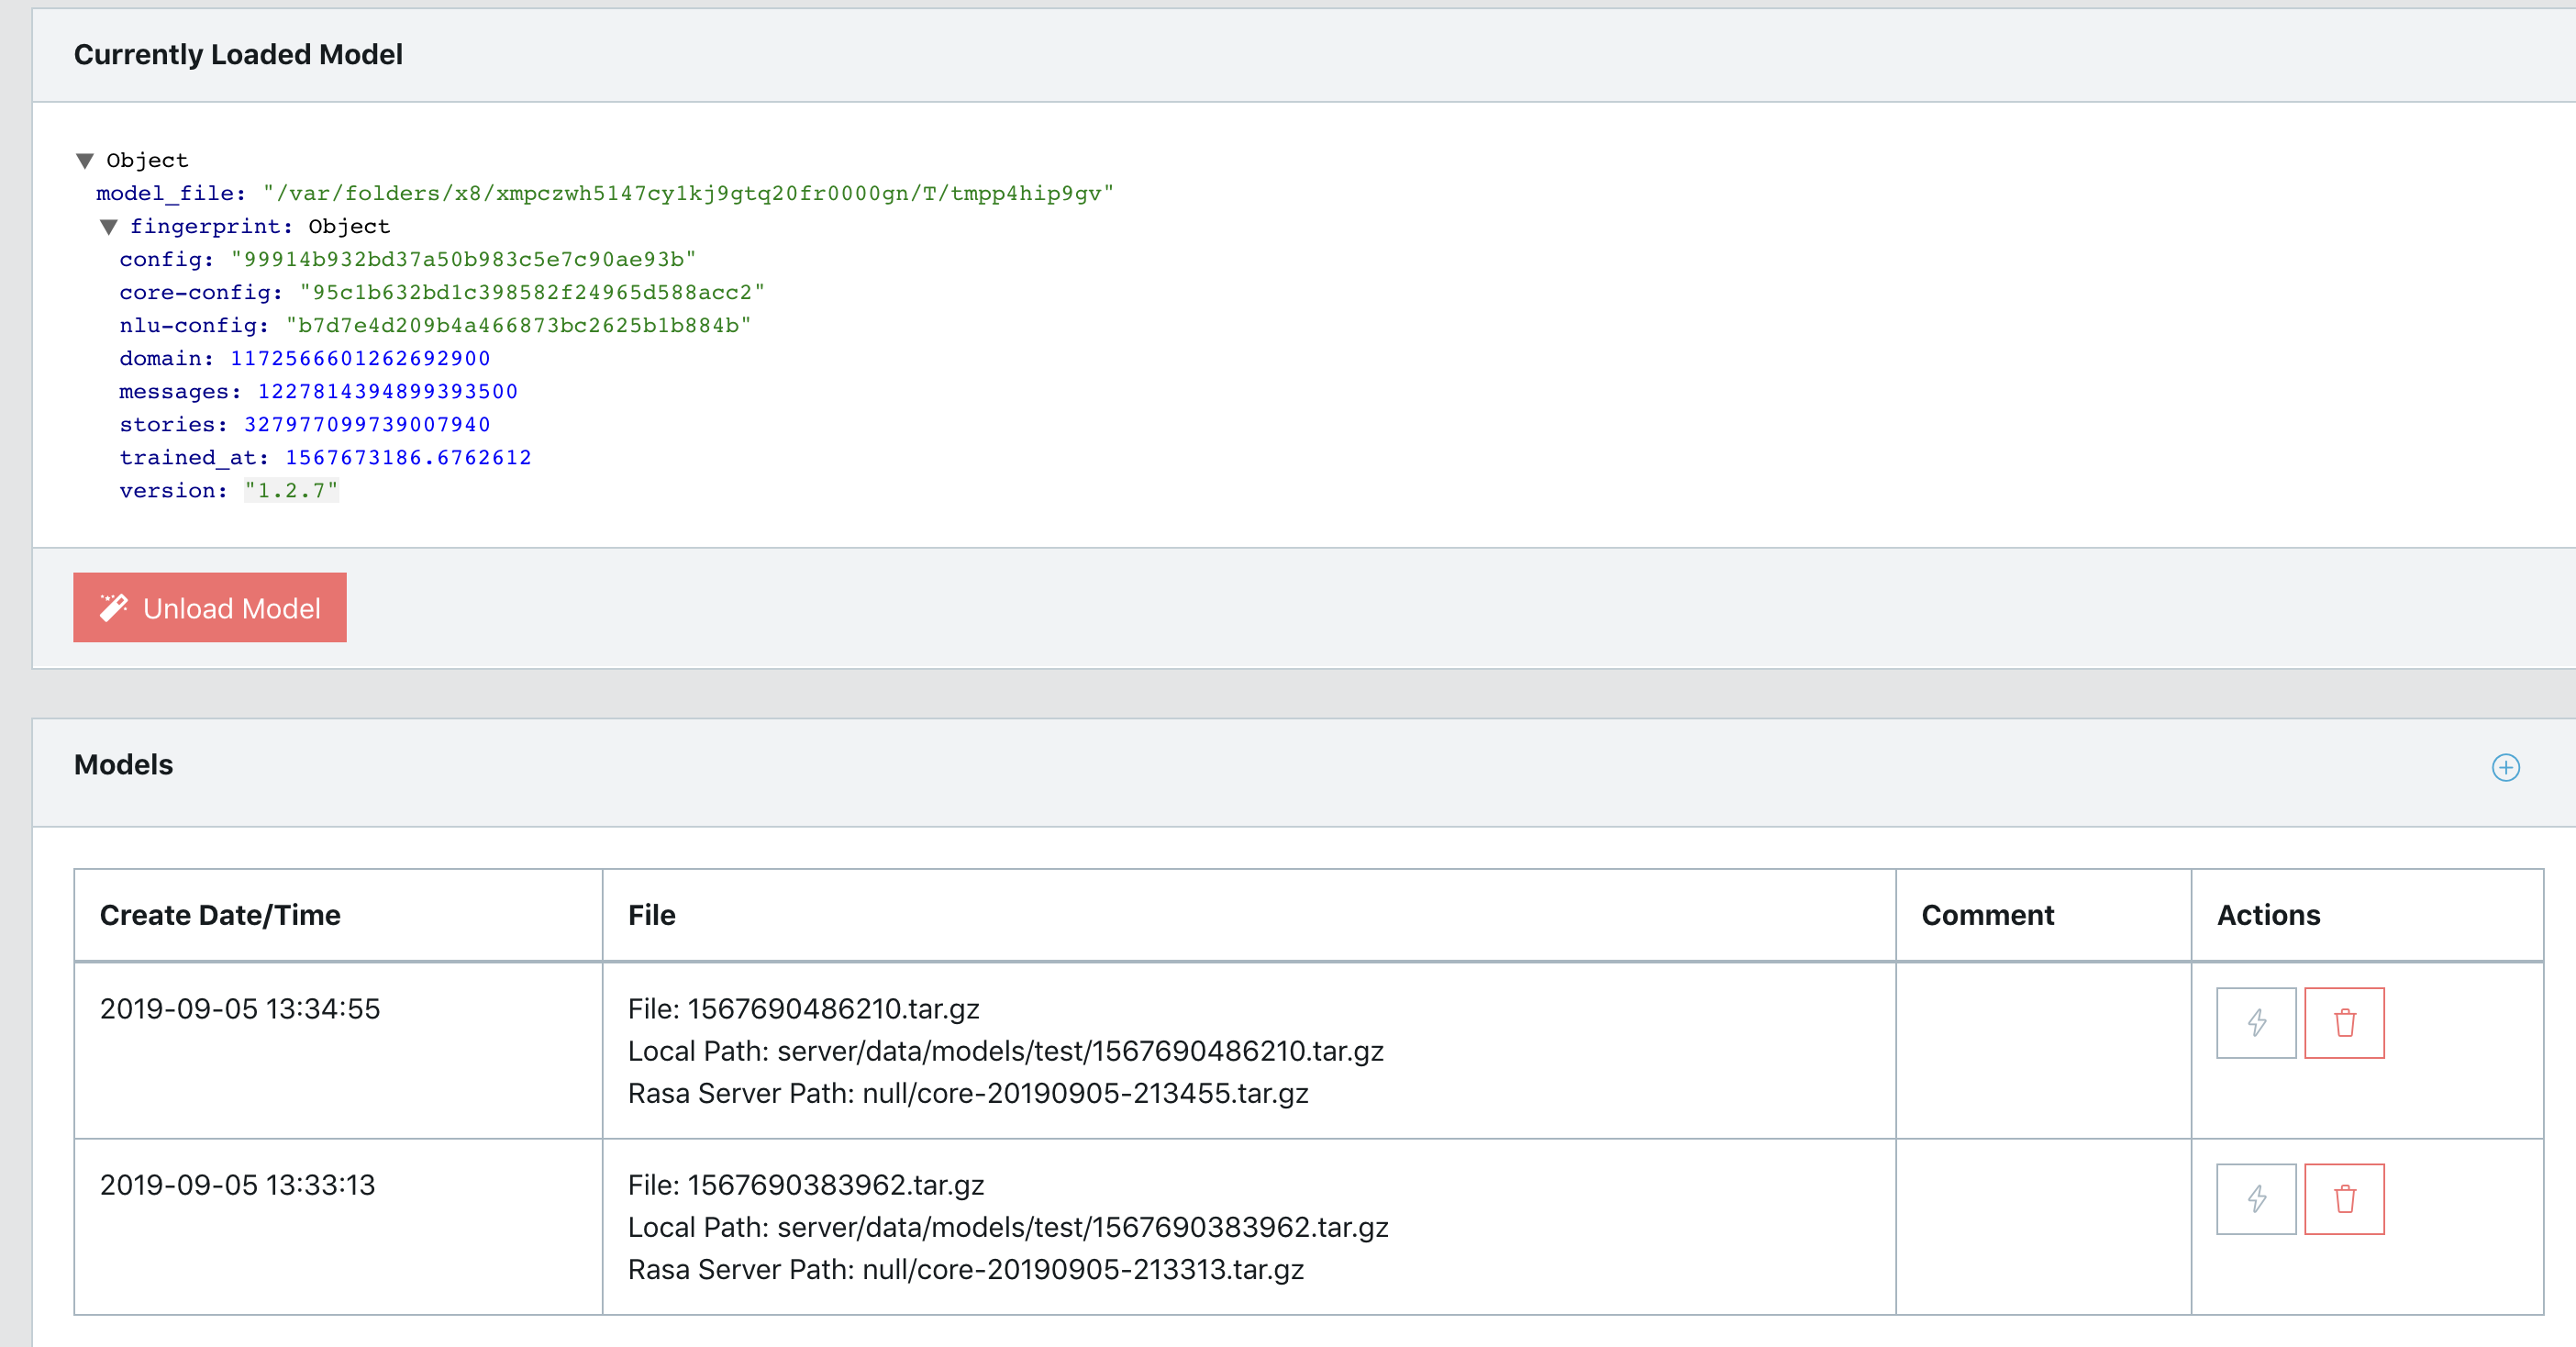 Currently Loaded Model
▼ Object
model_file: "/var/folders/x8/xmpczwh5147cy1kj9gtq20fr0000gn/T/tmpp4hip9gv"
▼ fingerprint: Object
config: "99914b932bd37a50b983c5e7c90ae93b"
core-config: "95c1b632bd1c398582f24965d588acc2"
nlu-config: "b7d7e4d209b4a466873bc2625b1b884b"
domain: 1172566601262692900
messages: 1227814394899393500
stories: 327977099739007940
trained_at: 1567673186.6762612
version: "1.2.7"
Unload Model
Models
Create Date/Time File Comment Actions
2019-09-05 13:34:55 File: 1567690486210.tar.gz
Local Path: server/data/models/test/1567690486210.tar.gz
Rasa Server Path: null/core-20190905-213455.tar.gz
2019-09-05 13:33:13 File: 1567690383962.tar.gz
Local Path: server/data/models/test/1567690383962.tar.gz
Rasa Server Path: null/core-20190905-213313.tar.gz